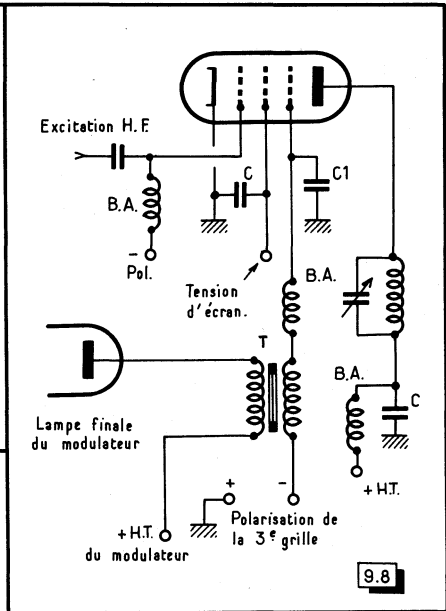 Excitation H.F.
B.A.
–
Pol.
C
C1
Tension
d'écran.
B.A.
T
B.A.
C
+ H.T.
Lampe finale
du modulateur
+ H.T.
du modulateur
+
–
Polarisation de
la 3e grille
9.8